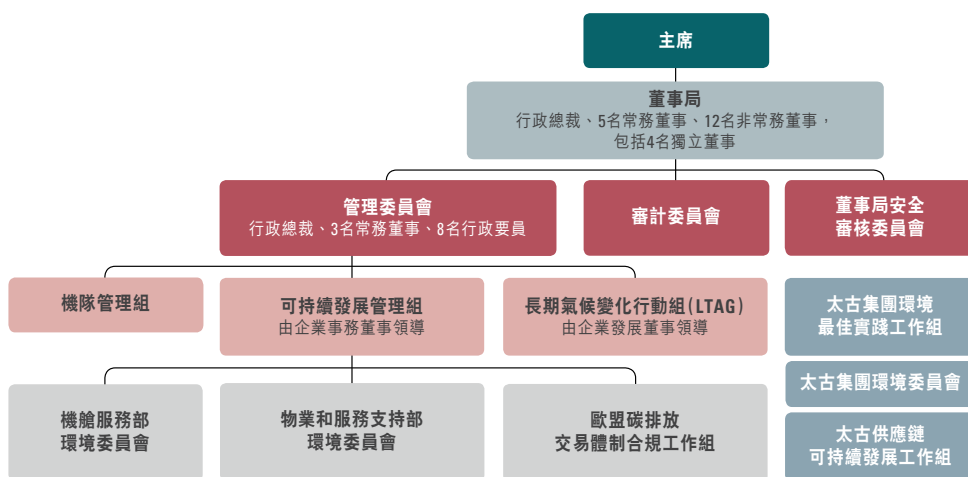 主席
董事局
行政總裁、5名常務董事、12名非常務董事，
包括4名獨立董事
管理委員會
行政總裁、3名常務董事、8名行政要員
審計委員會
董事局安全
審核委員會
機隊管理組
可持續發展管理組
由企業事務董事領導
長期氣候變化行動組(LTAG)
由企業發展董事領導
太古集團環境
最佳實踐工作組
太古集團環境委員會
機艙服務部
環境委員會
物業和服務支持部
環境委員會
歐盟碳排放
交易體制合規工作組
太古供應鏈
可持續發展工作組